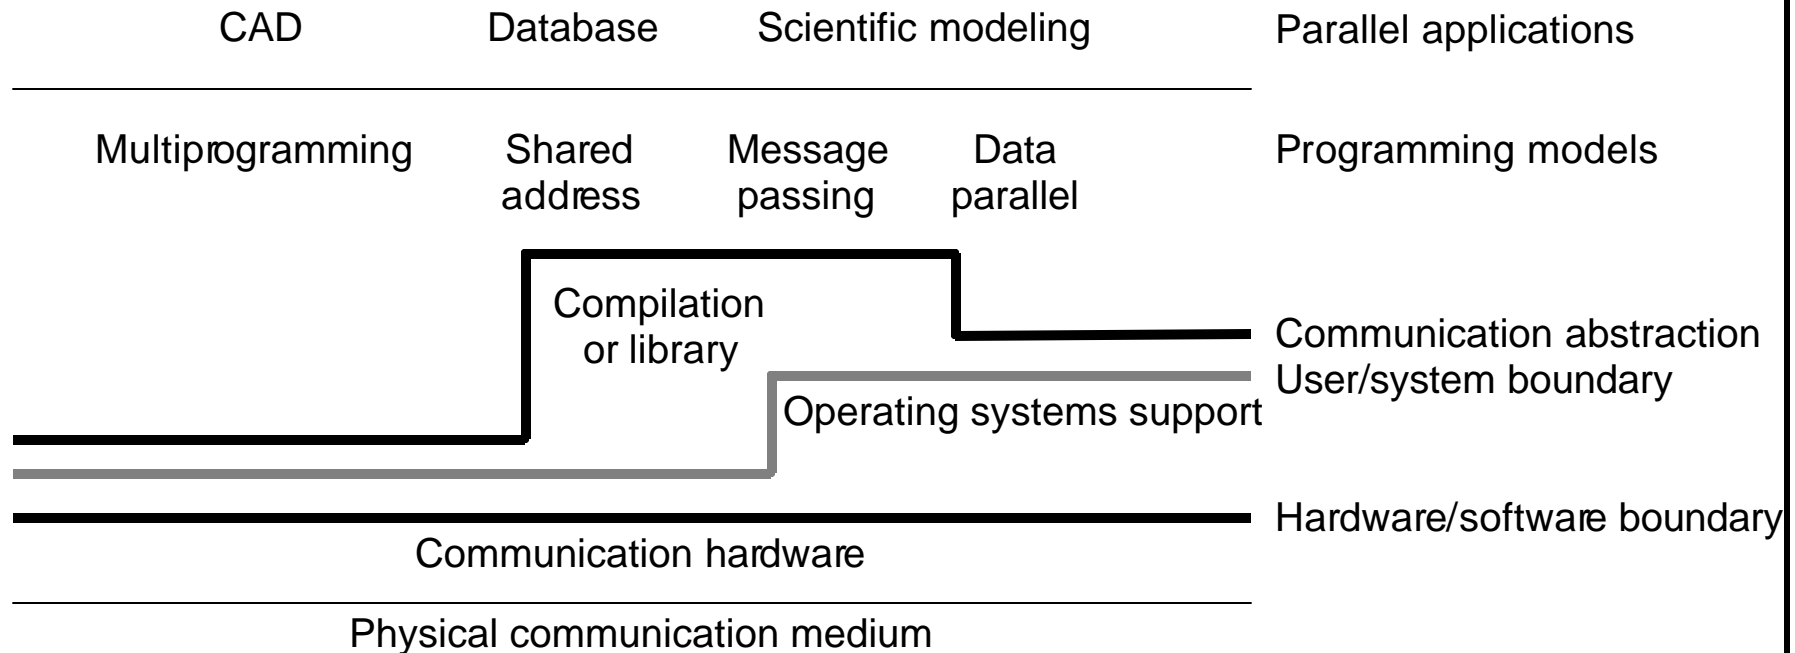 CAD Database Scientific modeling Parallel applications
Multiprogramming Shared address Message passing Data parallel Programming models
Compilation
or library
Communication abstraction
User/system boundary
Operating systems support
Hardware/software boundary
Communication hardware
Physical communication medium